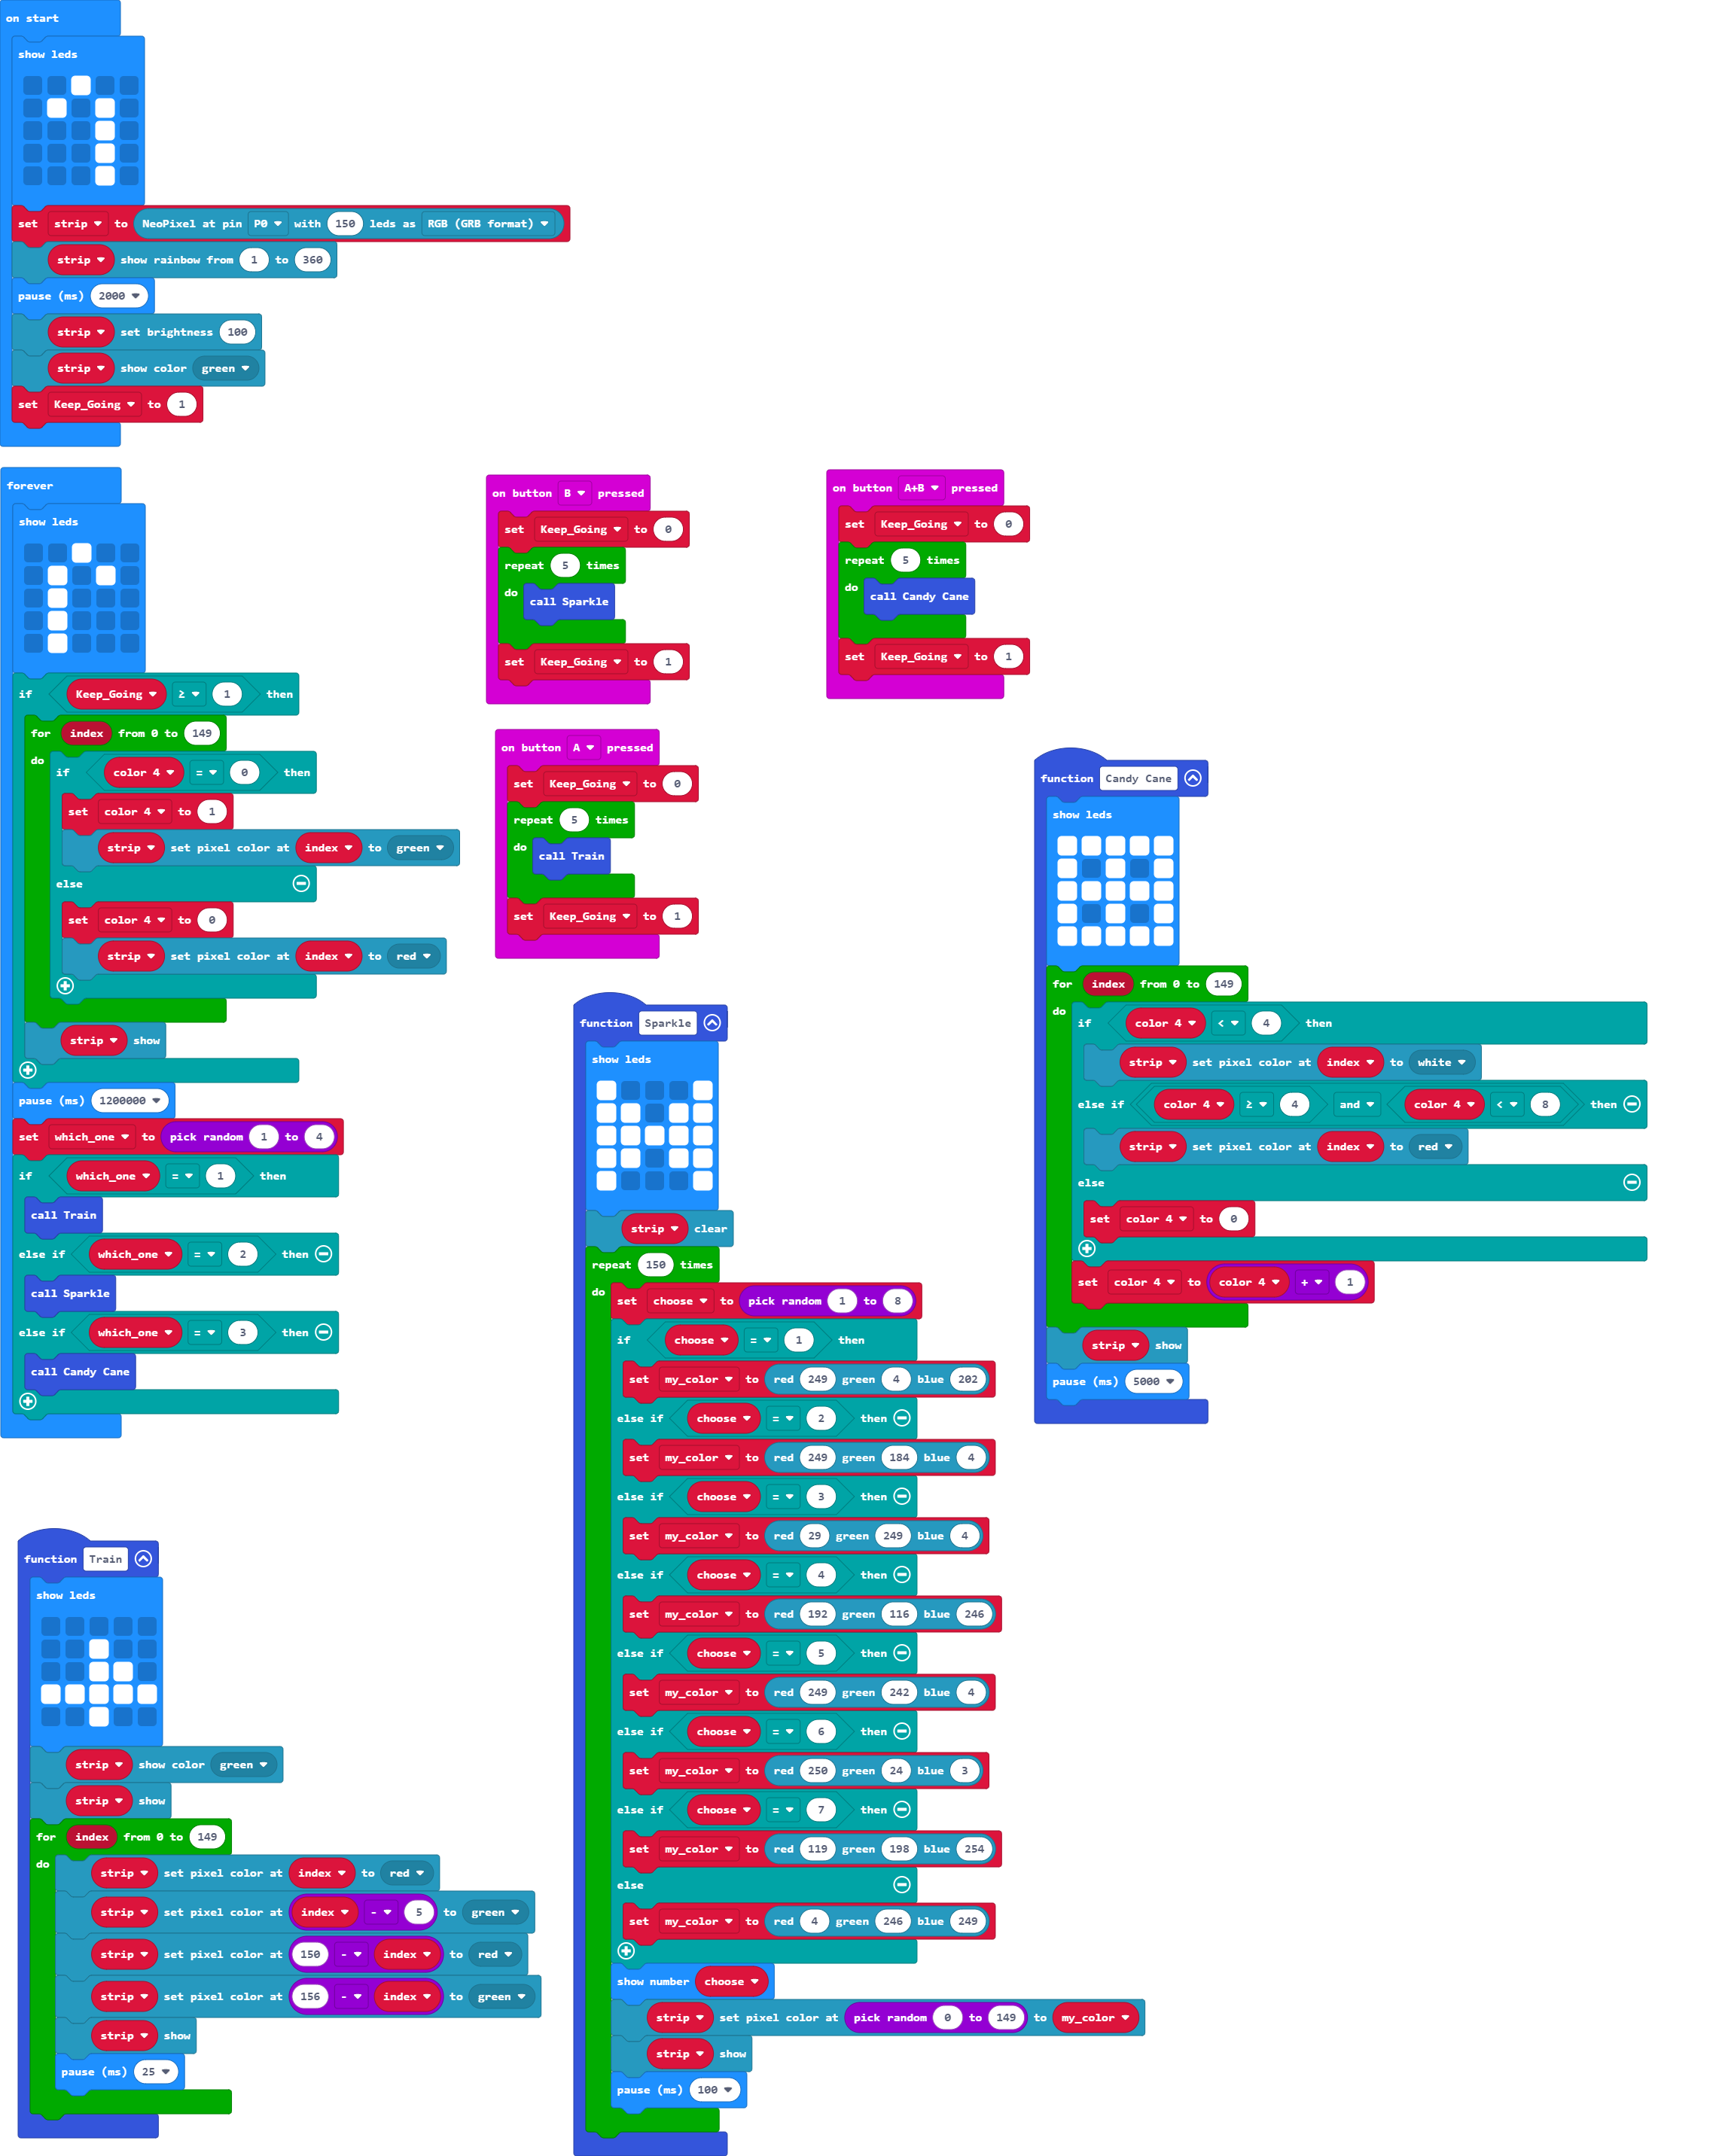 on start
show leds
set strip to NeoPixel at pin P0 with 150 leds as RGB (GRB format)
strip show rainbow from 1 to 360
pause (ms) 2000
strip set brightness 100
strip show color green
set Keep_Going to 1
forever
show leds
if Keep_Going ≥ 1 then
for index from 0 to 149
do if color 4 = 0 then
set color 4 to 1
strip set pixel color at index to green
else
set color 4 to 0
strip set pixel color at index to red
strip show
pause (ms) 1200000
set which_one to pick random 1 to 4
if which_one = 1 then
call Train
else if which_one = 2 then
call Sparkle
else if which_one = 3 then
call Candy Cane
on button B pressed
set Keep_Going to 0
repeat 5 times
do call Sparkle
set Keep_Going to 1
on button A+B pressed
set Keep_Going to 0
repeat 5 times
do call Candy Cane
set Keep_Going to 1
on button A pressed
set Keep_Going to 0
repeat 5 times
do call Train
set Keep_Going to 1
function Candy Cane
show leds
for index from 0 to 149
do if color 4 < 4 then
strip set pixel color at index to white
else if color 4 ≥ 4 and color 4 < 8 then
strip set pixel color at index to red
else
set color 4 to 0
set color 4 to color 4 + 1
strip show
pause (ms) 5000
function Sparkle
show leds
strip clear
repeat 150 times
do set choose to pick random 1 to 8
if choose = 1 then
set my_color to red 249 green 4 blue 202
else if choose = 2 then
set my_color to red 249 green 184 blue 4
else if choose = 3 then
set my_color to red 29 green 249 blue 4
else if choose = 4 then
set my_color to red 192 green 116 blue 246
else if choose = 5 then
set my_color to red 249 green 242 blue 4
else if choose = 6 then
set my_color to red 250 green 24 blue 3
else if choose = 7 then
set my_color to red 119 green 198 blue 254
else
set my_color to red 4 green 246 blue 249
show number choose
strip set pixel color at pick random 0 to 149 to my_color
strip show
pause (ms) 100
function Train
show leds
strip show color green
strip show
for index from 0 to 149
do strip set pixel color at index to red
strip set pixel color at index - 5 to green
strip set pixel color at 150 - index to red
strip set pixel color at 156 - index to green
strip show
pause (ms) 25